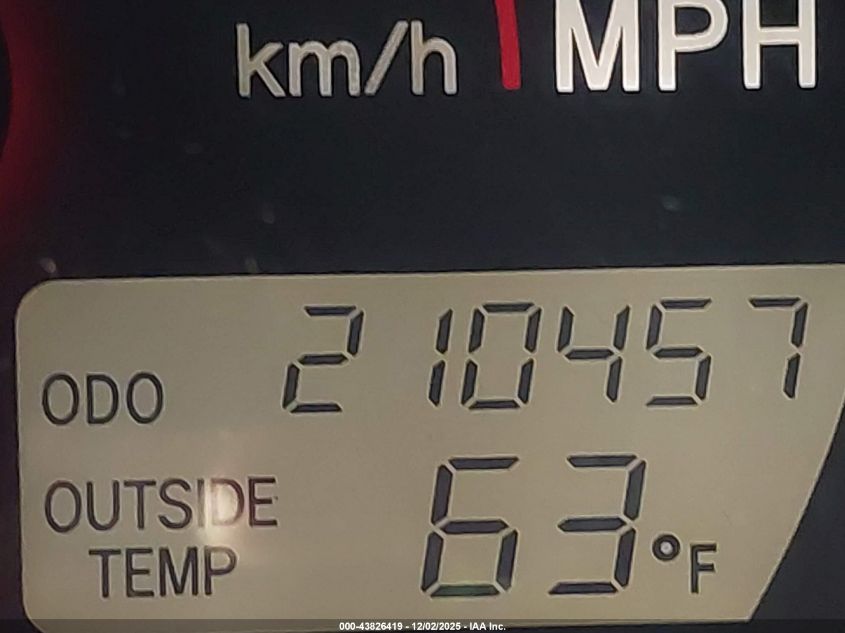 km/h MPH
ODO 210457
OUTSIDE
TEMP 63°F
000-43826419 - 12/02/2025 - IAA Inc.